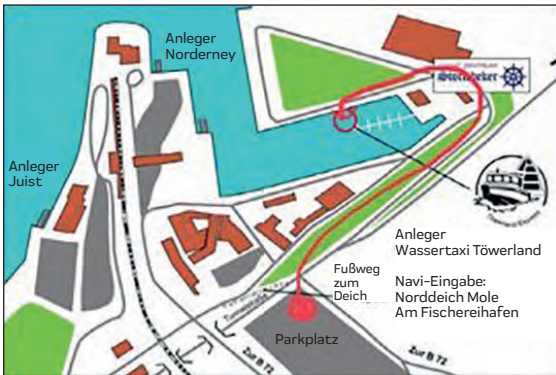 Anleger
Norderney
Störtebeker
Anleger
Juist
Anleger
Wassertaxi Töwerland
Fußweg
zum
Deich
Navi-Eingabe:
Norddeich Mole
Am Fischereihafen
Parkplatz
Zur B 72
Zur B 72